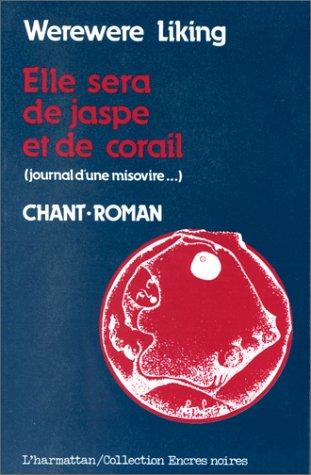 Werewere Liking
Elle sera
de jaspe
et de corail
(journal d'une misovire...)
CHANT·ROMAN
L'harmattan/Collection Encres noires